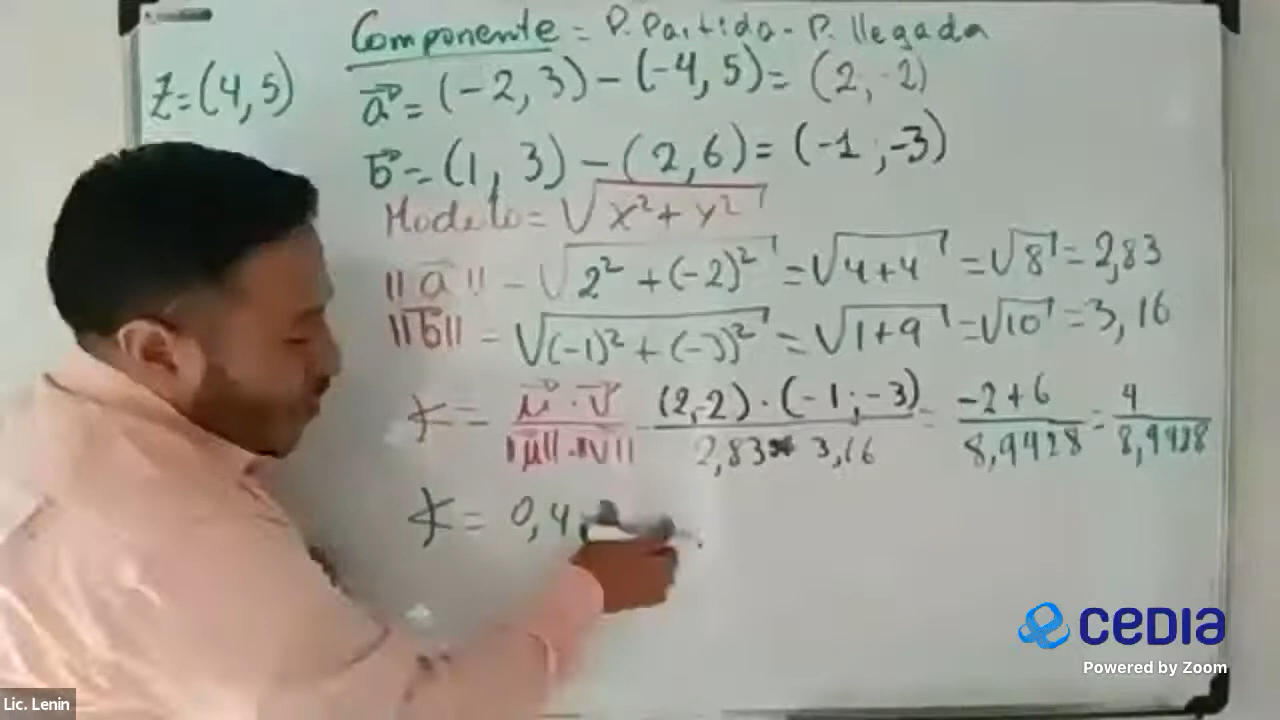 Componente = P. Partida - P. llegada
Z=(4,5)
a = (-2, 3) - (-4, 5) = (2, -2)
b = (1, 3) - (2, 6) = (-1 ; -3)
Modelo = √x² + y²
||a|| = √2² + (-2)² = √4+4 = √8 = 2,83
||b|| = √(-1)² + (-3)² = √1+9 = √10 = 3,16
∡ = μ · v / ||μ|| · ||v|| = (2,-2) · (-1 ; -3) / 2,83 * 3,16 = -2+6 / 8,9428 = 4 / 8,9428
∡ = 0,4
CEDIA
Powered by Zoom
Lic. Lenin